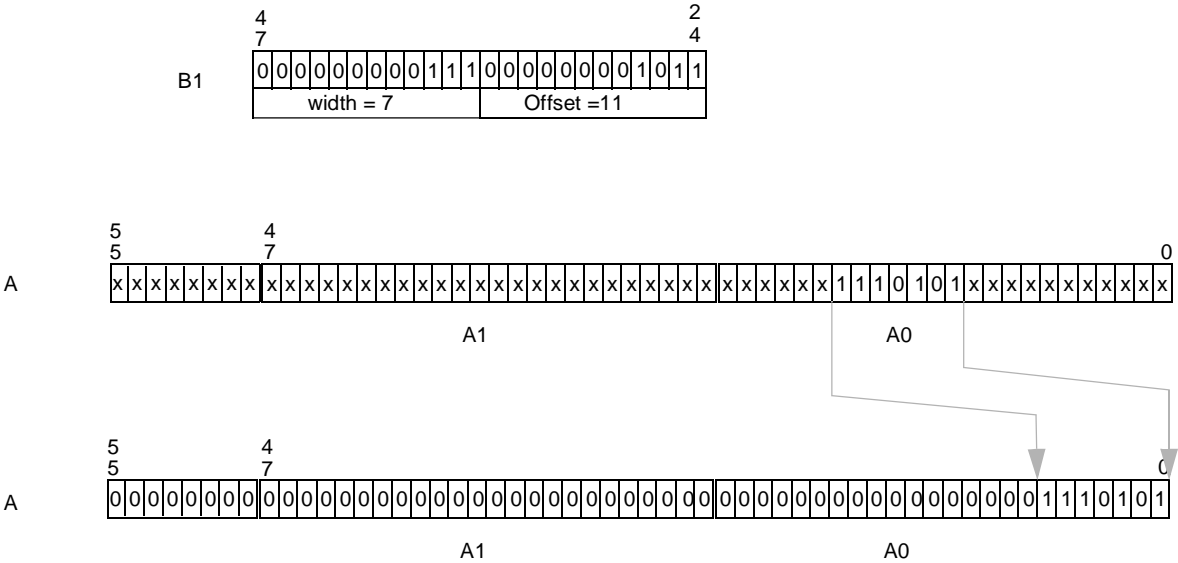 4 2
7 4
B1 0 0 0 0 0 0 0 0 0 1 1 1 0 0 0 0 0 0 0 0 1 0 1 1
width = 7 Offset =11
5 4
5 7 0
A x x x x x x x x x x x x x x x x x x x x x x x x x x x x x x x x x x x x x x 1 1 1 0 1 0 1 x x x x x x x x x x x
A1 A0
5 4
5 7 0
A 0 0 0 0 0 0 0 0 0 0 0 0 0 0 0 0 0 0 0 0 0 0 0 0 0 0 0 0 0 0 0 0 0 0 0 0 0 0 0 0 0 0 0 0 0 0 0 0 0 1 1 1 0 1 0 1
A1 A0